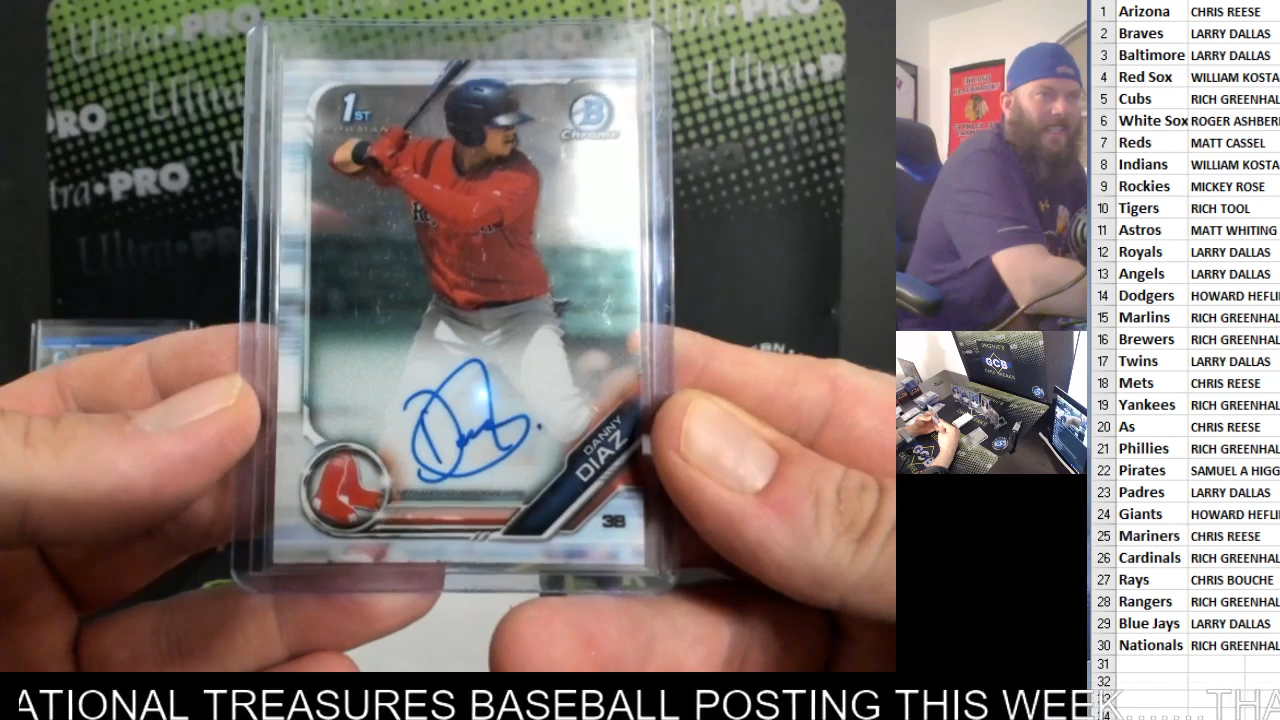 Ultra•PRO
1ST
B
Chrome
DANNY
DIAZ
3B
GCB
1 Arizona CHRIS REESE
2 Braves LARRY DALLAS
3 Baltimore LARRY DALLAS
4 Red Sox WILLIAM KOSTA
5 Cubs RICH GREENHAL
6 White Sox ROGER ASHBER
7 Reds MATT CASSEL
8 Indians WILLIAM KOSTA
9 Rockies MICKEY ROSE
10 Tigers RICH TOOL
11 Astros MATT WHITING
12 Royals LARRY DALLAS
13 Angels LARRY DALLAS
14 Dodgers HOWARD HEFLI
15 Marlins RICH GREENHAL
16 Brewers RICH GREENHAL
17 Twins LARRY DALLAS
18 Mets CHRIS REESE
19 Yankees RICH GREENHAL
20 As CHRIS REESE
21 Phillies RICH GREENHAL
22 Pirates SAMUEL A HIGG
23 Padres LARRY DALLAS
24 Giants HOWARD HEFLI
25 Mariners CHRIS REESE
26 Cardinals RICH GREENHAL
27 Rays CHRIS BOUCHE
28 Rangers RICH GREENHAL
29 Blue Jays LARRY DALLAS
30 Nationals RICH GREENHAL
31
32
ATIONAL TREASURES BASEBALL POSTING THIS WEEK........THA